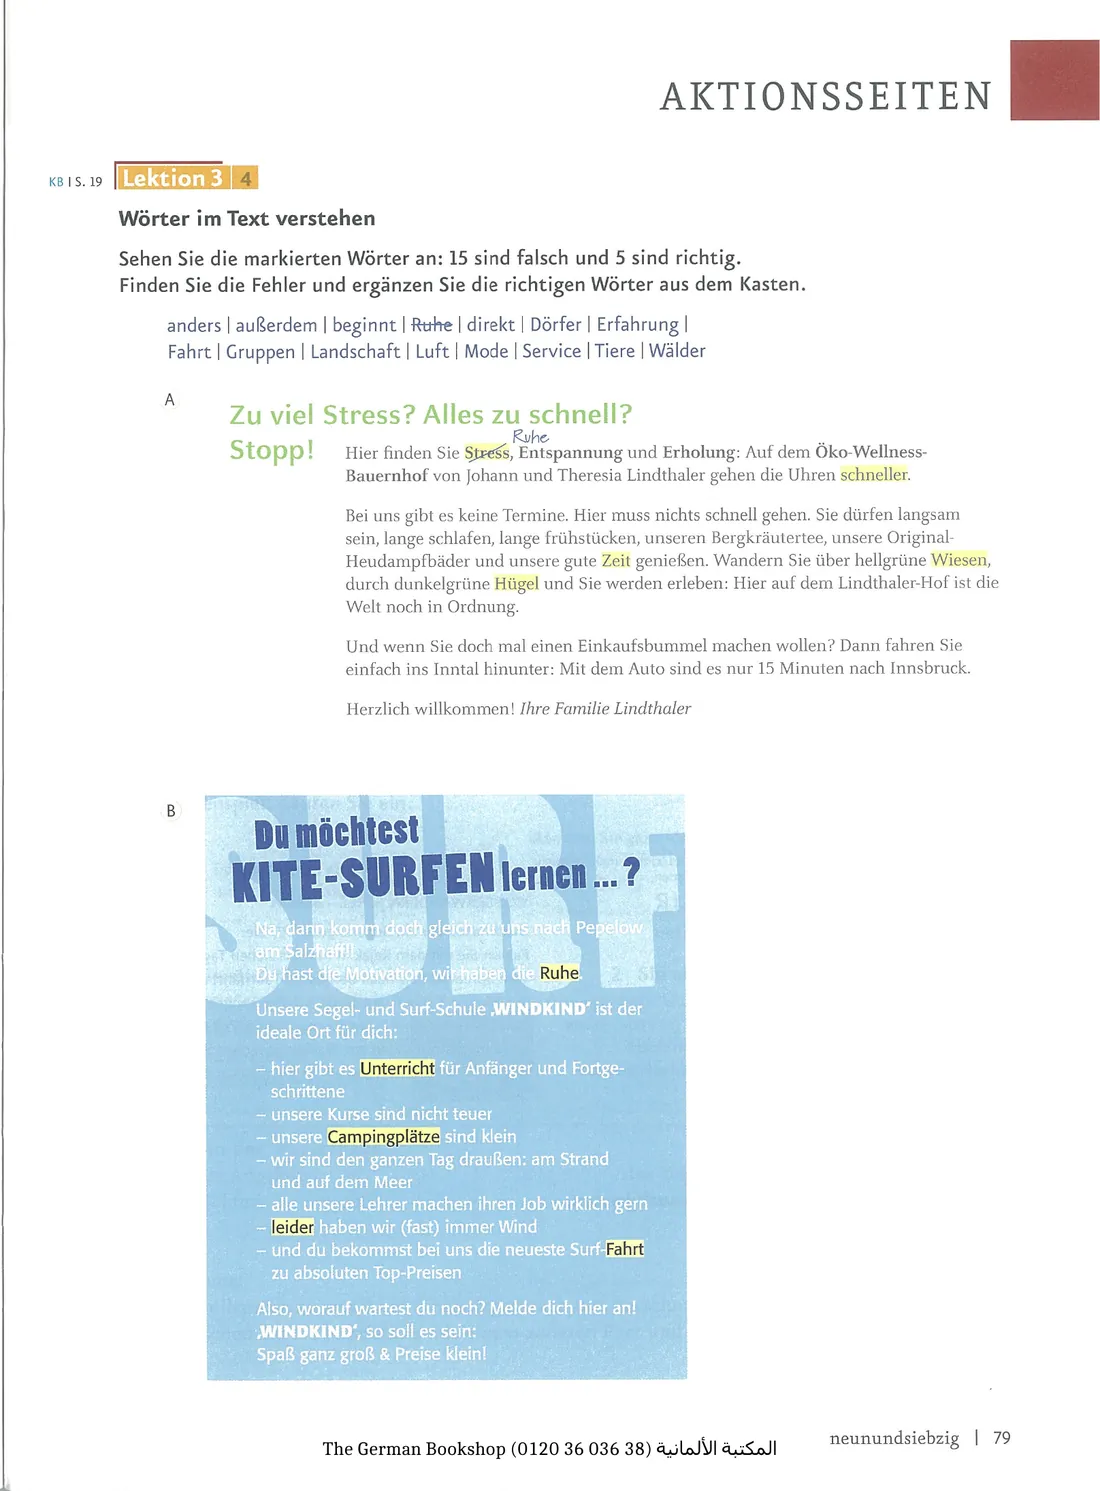 AKTIONSSEITEN
KB | S. 19 Lektion 3 4
Wörter im Text verstehen
Sehen Sie die markierten Wörter an: 15 sind falsch und 5 sind richtig.
Finden Sie die Fehler und ergänzen Sie die richtigen Wörter aus dem Kasten.
anders | außerdem | beginnt | Ruhe | direkt | Dörfer | Erfahrung |
Fahrt | Gruppen | Landschaft | Luft | Mode | Service | Tiere | Wälder
A
Zu viel Stress? Alles zu schnell?
Ruhe
Stopp! Hier finden Sie Stress, Entspannung und Erholung: Auf dem Öko-Wellness-
Bauernhof von Johann und Theresia Lindthaler gehen die Uhren schneller.
Bei uns gibt es keine Termine. Hier muss nichts schnell gehen. Sie dürfen langsam
sein, lange schlafen, lange frühstücken, unseren Bergkräutertee, unsere Original-
Heudampfbäder und unsere gute Zeit genießen. Wandern Sie über hellgrüne Wiesen,
durch dunkelgrüne Hügel und Sie werden erleben: Hier auf dem Lindthaler-Hof ist die
Welt noch in Ordnung.
Und wenn Sie doch mal einen Einkaufsbummel machen wollen? Dann fahren Sie
einfach ins Inntal hinunter: Mit dem Auto sind es nur 15 Minuten nach Innsbruck.
Herzlich willkommen! Ihre Familie Lindthaler
B
SURF
Du möchtest
KITE-SURFEN lernen ... ?
Na, dann komm doch gleich zu uns nach Pepelow
am Salzhaff!
Du hast die Motivation, wir haben die Ruhe.
Unsere Segel- und Surf-Schule ‚WINDKIND‘ ist der
ideale Ort für dich:
– hier gibt es Unterricht für Anfänger und Fortge-
schrittene
– unsere Kurse sind nicht teuer
– unsere Campingplätze sind klein
– wir sind den ganzen Tag draußen: am Strand
und auf dem Meer
– alle unsere Lehrer machen ihren Job wirklich gern
– leider haben wir (fast) immer Wind
– und du bekommst bei uns die neueste Surf-Fahrt
zu absoluten Top-Preisen
Also, worauf wartest du noch? Melde dich hier an!
‚WINDKIND‘, so soll es sein:
Spaß ganz groß & Preise klein!
neunundsiebzig | 79
The German Bookshop (0120 36 036 38) المكتبة الألمانية